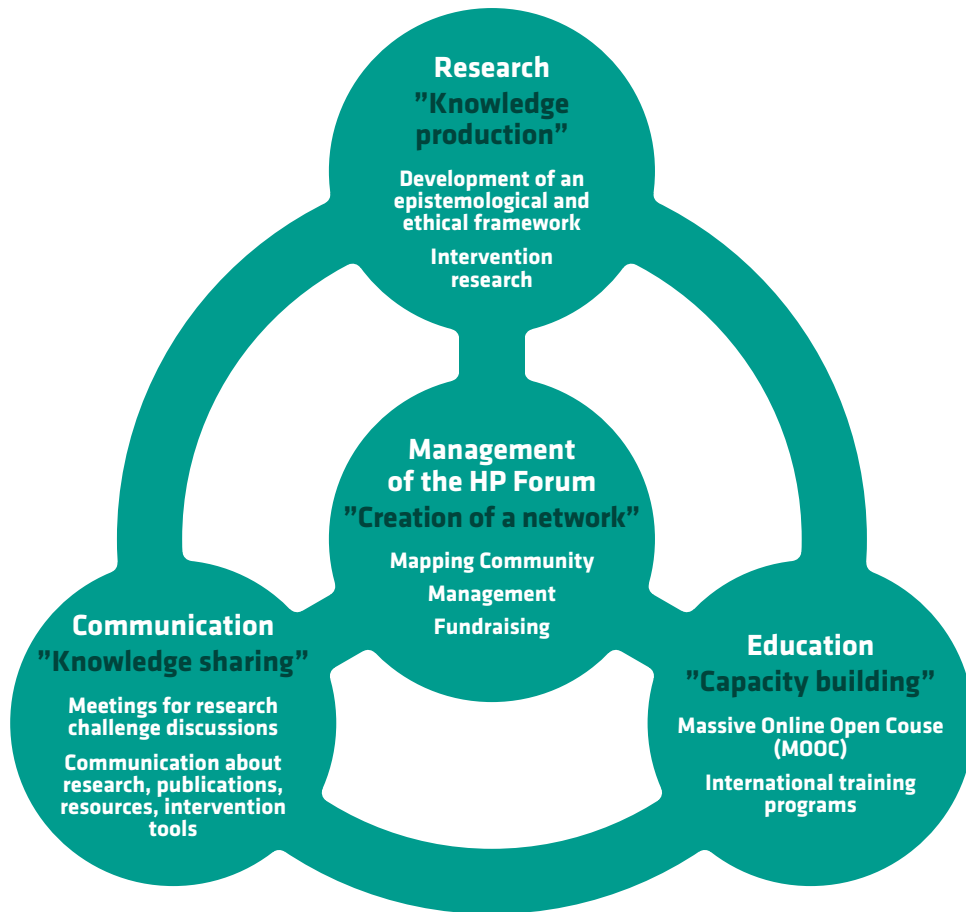 Research
”Knowledge
production”
Development of an
epistemological and
ethical framework
Intervention
research
Management
of the HP Forum
”Creation of a network”
Mapping Community
Management
Fundraising
Communication
”Knowledge sharing”
Meetings for research
challenge discussions
Communication about
research, publications,
resources, intervention
tools
Education
”Capacity building”
Massive Online Open Couse
(MOOC)
International training
programs